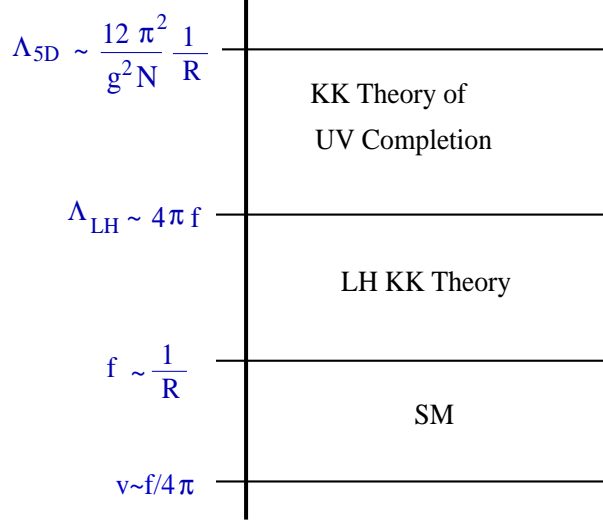 Λ5D ~ 12 π² / g²N 1 / R
KK Theory of
UV Completion
ΛLH ~ 4π f
LH KK Theory
f ~ 1 / R
SM
v~f/4π